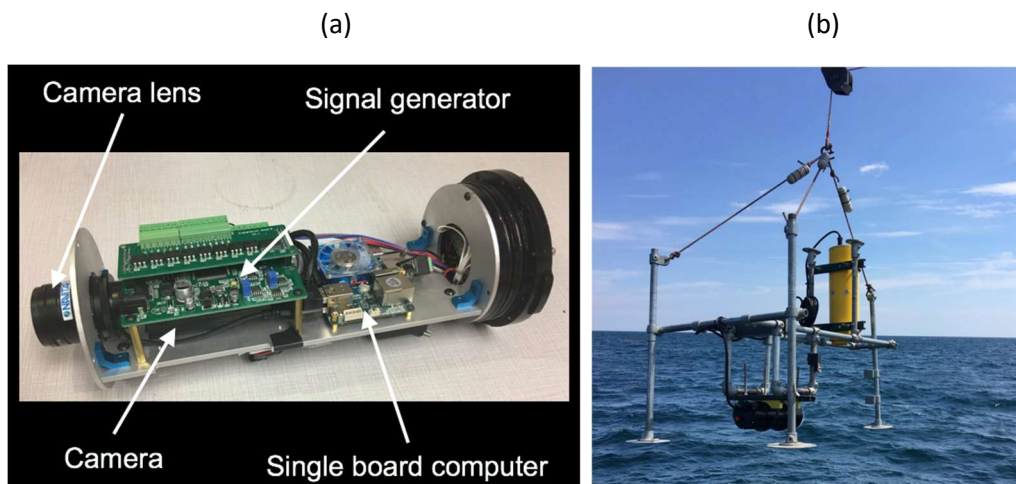 (a)
(b)
Camera lens
Signal generator
Camera
Single board computer